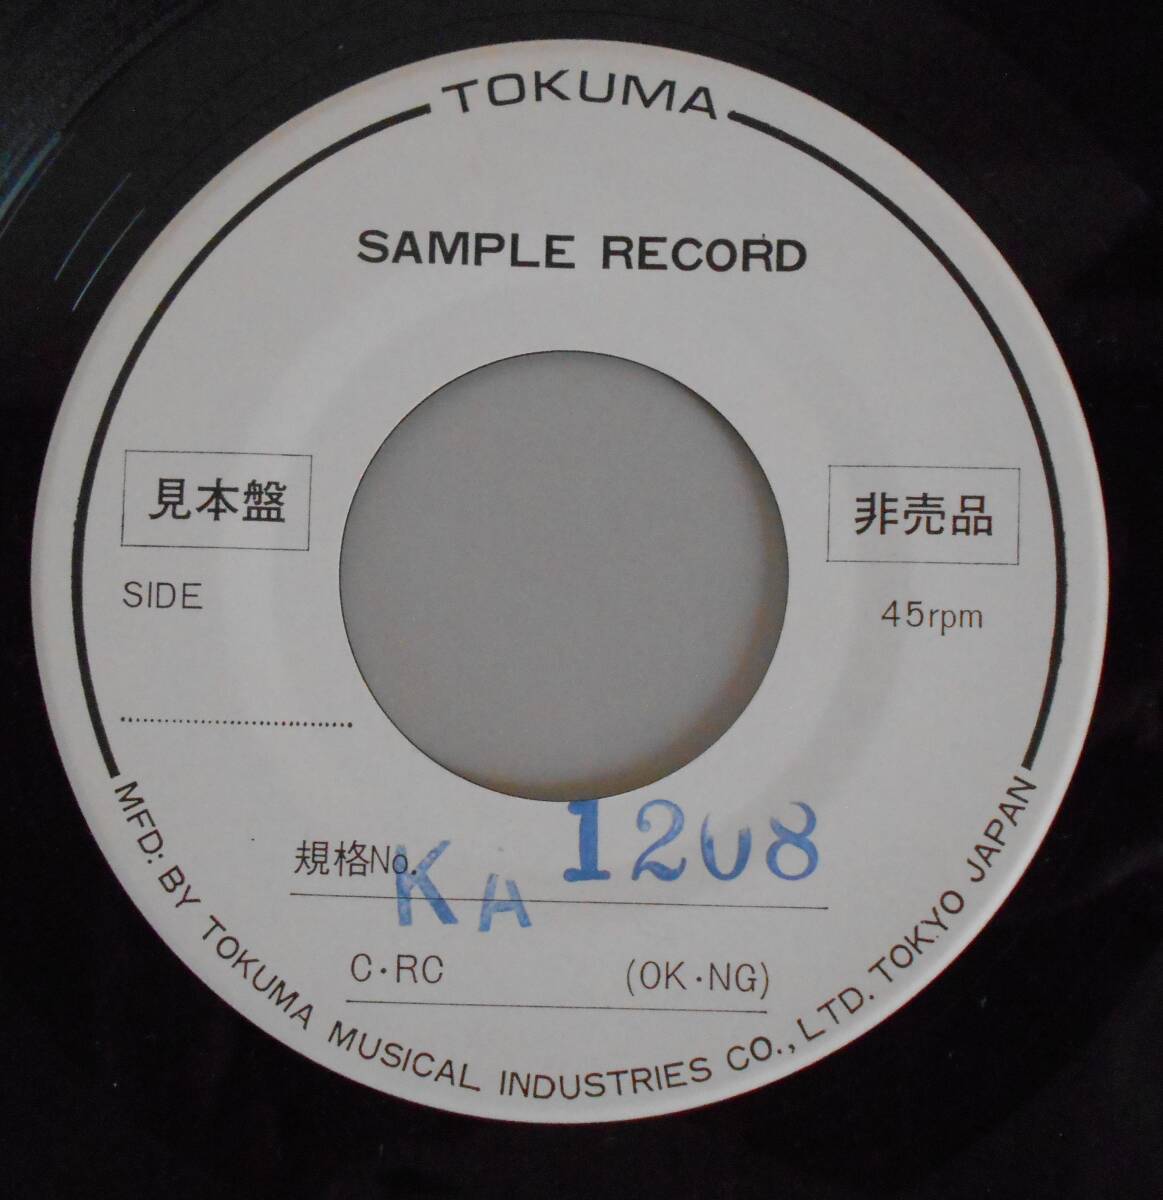 TOKUMA
SAMPLE RECORD
見本盤
非売品
SIDE
45rpm
規格No. KA 1208
C·RC (OK·NG)
MFD: BY TOKUMA MUSICAL INDUSTRIES CO., LTD. TOKYO JAPAN